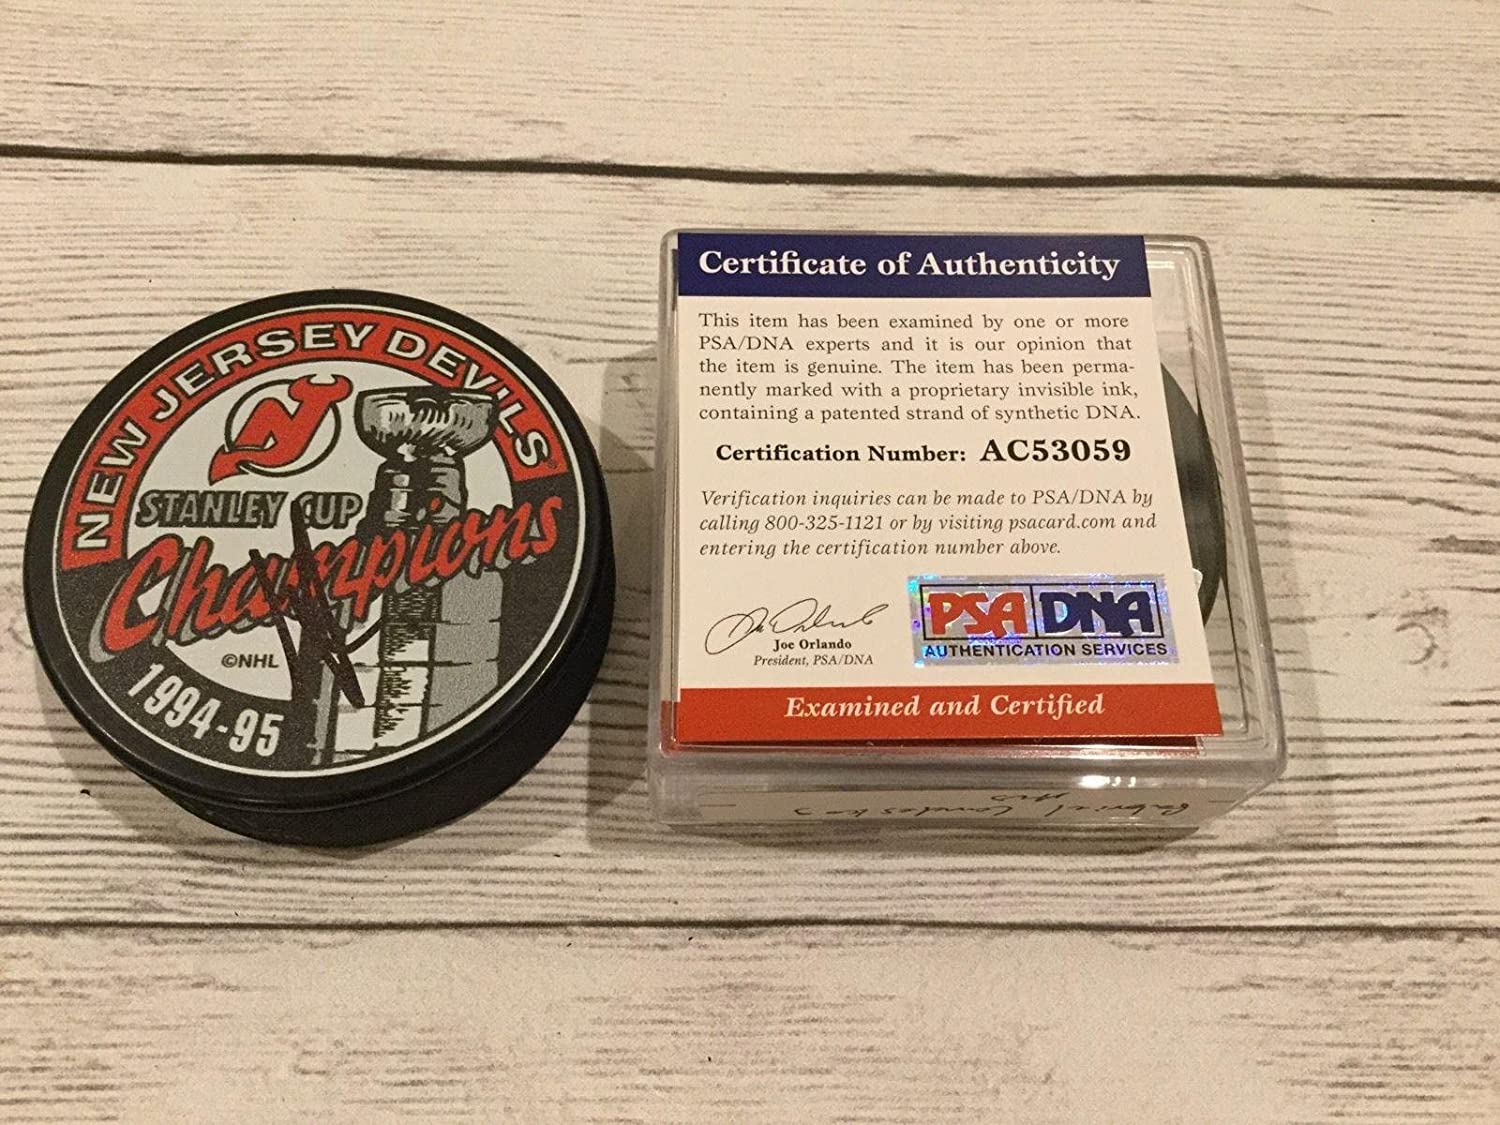 NEW JERSEY DEVILS
STANLEY CUP
Champions
©NHL
1994-95
Certificate of Authenticity
This item has been examined by one or more
PSA/DNA experts and it is our opinion that
the item is genuine. The item has been perma-
nently marked with a proprietary invisible ink,
containing a patented strand of synthetic DNA.
Certification Number: AC53059
Verification inquiries can be made to PSA/DNA by
calling 800-325-1121 or by visiting psacard.com and
entering the certification number above.
Joe Orlando
President, PSA/DNA
PSA DNA
AUTHENTICATION SERVICES
Examined and Certified
Gabriel Landeskog